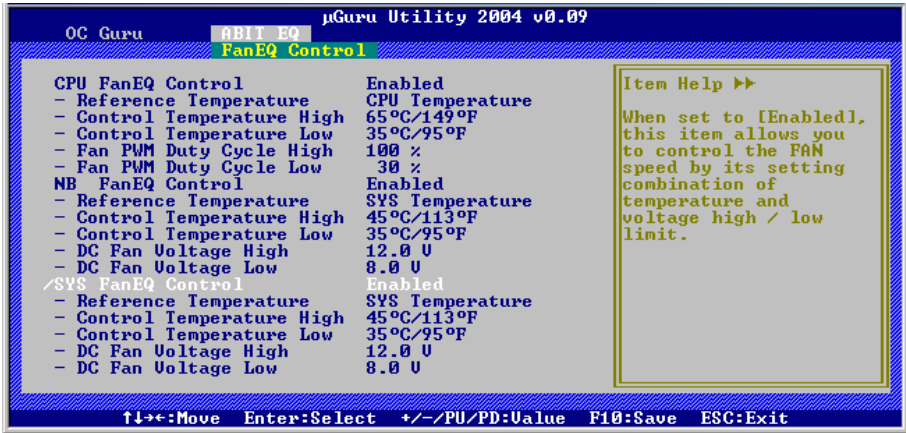 µGuru Utility 2004 v0.09
OC Guru ABIT EQ
FanEQ Control
CPU FanEQ Control Enabled
- Reference Temperature CPU Temperature
- Control Temperature High 65ºC/149ºF
- Control Temperature Low 35ºC/95ºF
- Fan PWM Duty Cycle High 100 %
- Fan PWM Duty Cycle Low 30 %
NB FanEQ Control Enabled
- Reference Temperature SYS Temperature
- Control Temperature High 45ºC/113ºF
- Control Temperature Low 35ºC/95ºF
- DC Fan Voltage High 12.0 V
- DC Fan Voltage Low 8.0 V
/SYS FanEQ Control Enabled
- Reference Temperature SYS Temperature
- Control Temperature High 45ºC/113ºF
- Control Temperature Low 35ºC/95ºF
- DC Fan Voltage High 12.0 V
- DC Fan Voltage Low 8.0 V
Item Help ▶▶
When set to [Enabled],
this item allows you
to control the FAN
speed by its setting
combination of
temperature and
voltage high / low
limit.
↑↓→←:Move Enter:Select +/-/PU/PD:Value F10:Save ESC:Exit